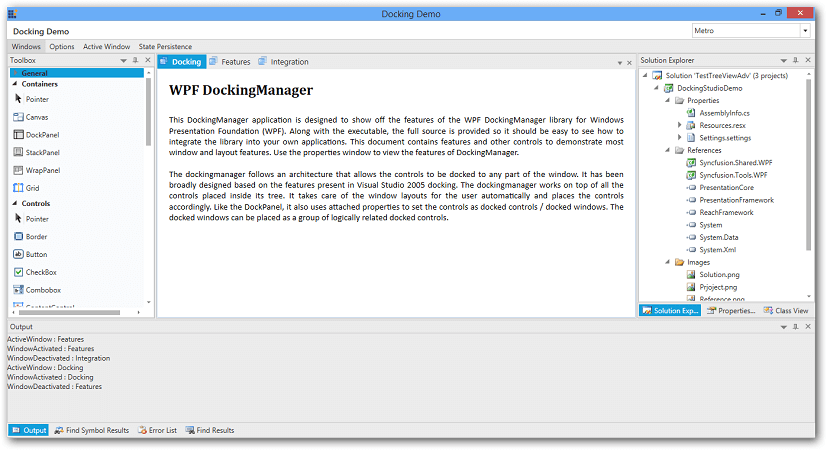 Docking Demo
Docking Demo
Metro
Windows Options Active Window State Persistence
Toolbox
General
Containers
Pointer
Canvas
DockPanel
StackPanel
WrapPanel
Grid
Controls
Pointer
Border
Button
CheckBox
Combobox
ContentControl
Docking Features Integration
WPF DockingManager
This DockingManager application is designed to show off the features of the WPF DockingManager library for Windows
Presentation Foundation (WPF). Along with the executable, the full source is provided so it should be easy to see how to
integrate the library into your own applications. This document contains features and other controls to demonstrate most
window and layout features. Use the properties window to view the features of DockingManager.
The dockingmanager follows an architecture that allows the controls to be docked to any part of the window. It has been
broadly designed based on the features present in Visual Studio 2005 docking. The dockingmanager works on top of all the
controls placed inside its tree. It takes care of the window layouts for the user automatically and places the controls
accordingly. Like the DockPanel, it also uses attached properties to set the controls as docked controls / docked windows. The
docked windows can be placed as a group of logically related docked controls.
Solution Explorer
Solution 'TestTreeViewAdv' (3 projects)
DockingStudioDemo
Properties
AssemblyInfo.cs
Resources.resx
Settings.settings
References
Syncfusion.Shared.WPF
Syncfusion.Tools.WPF
PresentationCore
PresentationFramework
ReachFramework
System
System.Data
System.Xml
Images
Solution.png
Prjoject.png
Reference.png
Solution Exp... Properties... Class View
Output
ActiveWindow : Features
WindowActivated : Features
WindowDeactivated : Integration
ActiveWindow : Docking
WindowActivated : Docking
WindowDeactivated : Features
Output Find Symbol Results Error List Find Results